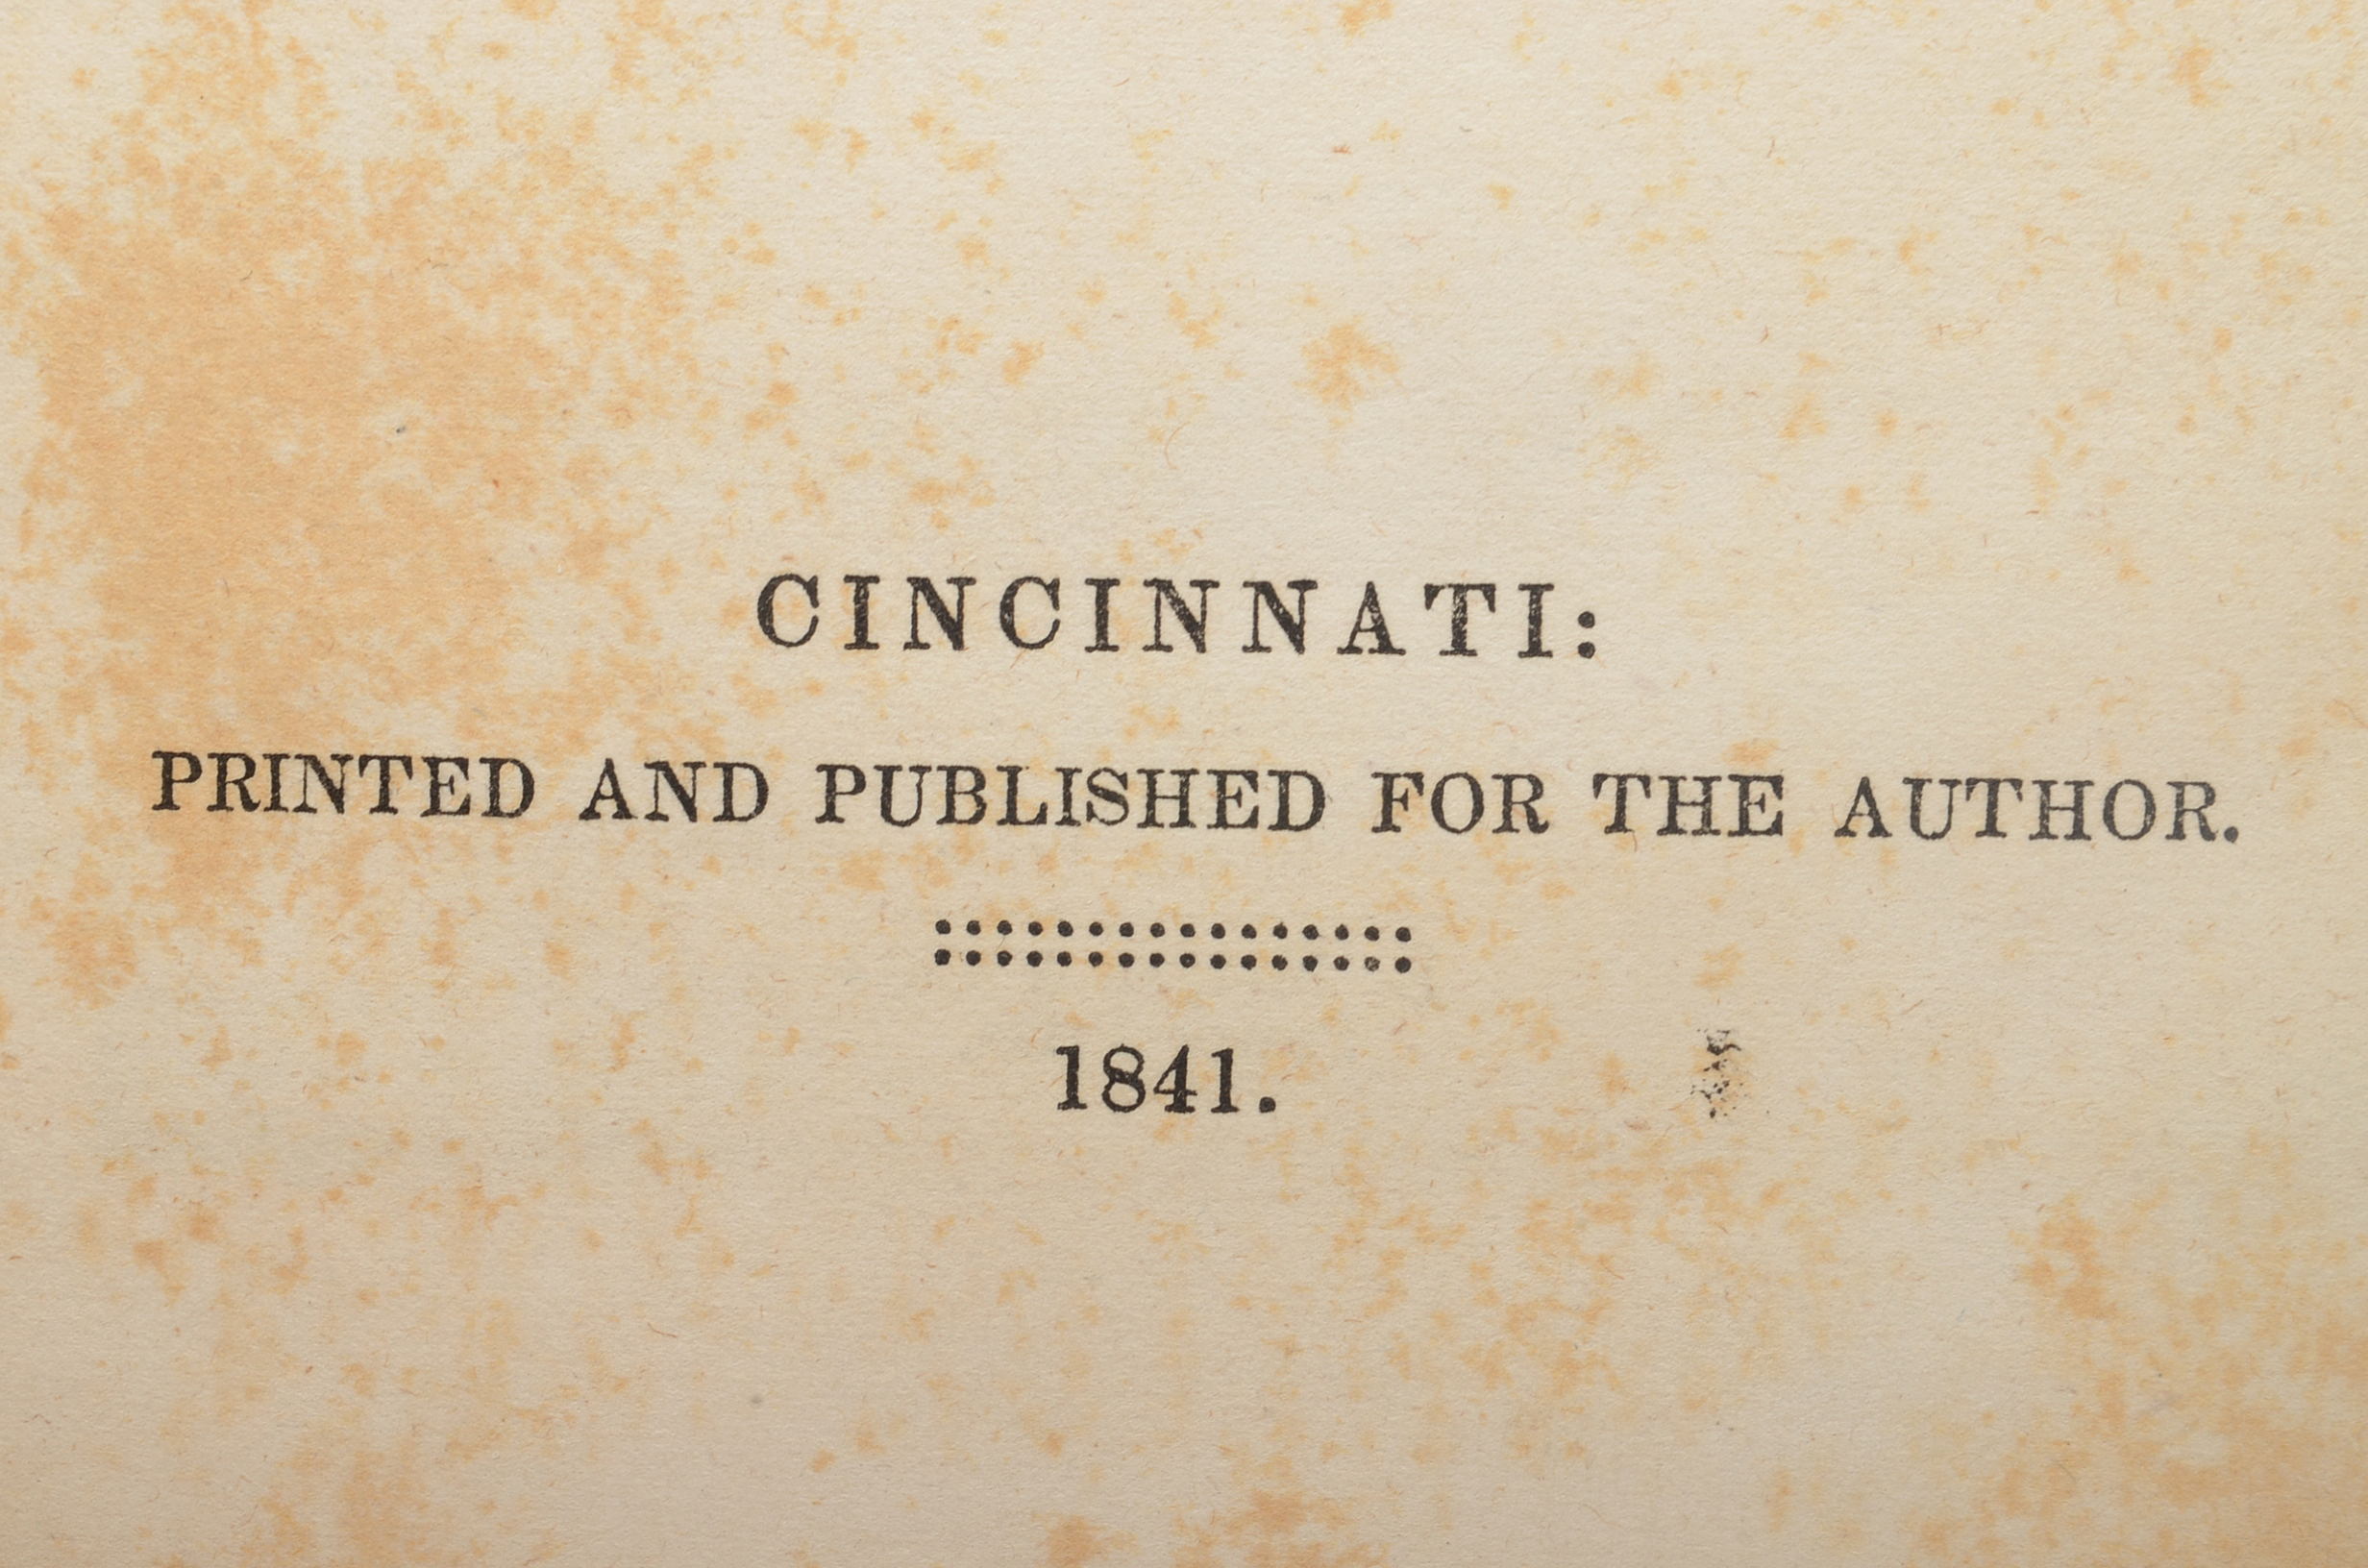 CINCINNATI:
PRINTED AND PUBLISHED FOR THE AUTHOR.
1841.